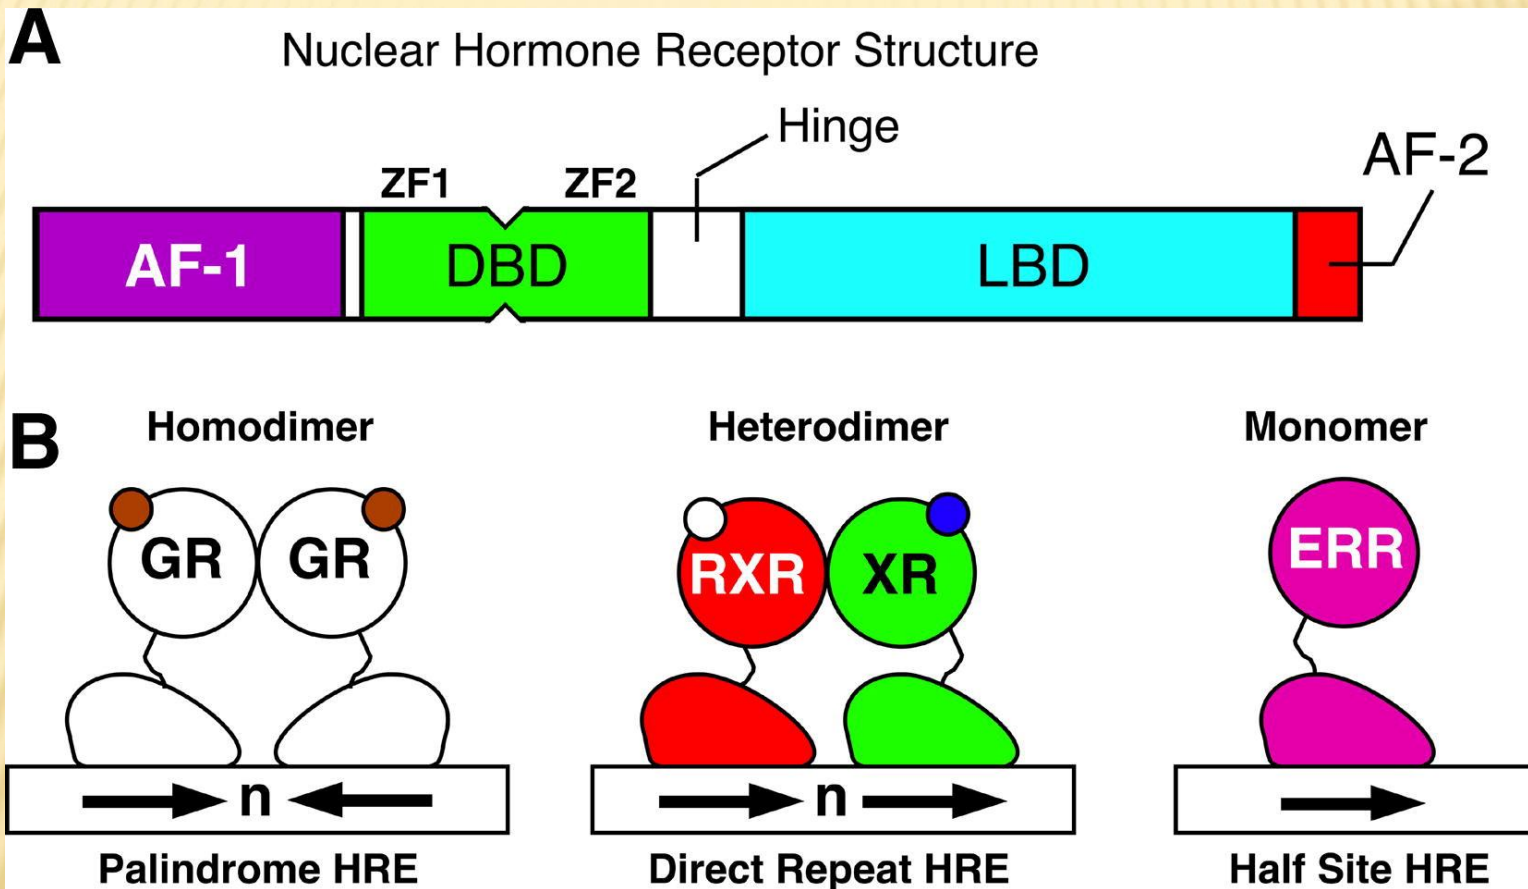 A
Nuclear Hormone Receptor Structure
Hinge
AF-2
ZF1 ZF2
AF-1 DBD LBD
B
Homodimer Heterodimer Monomer
GR GR RXR XR ERR
n n
Palindrome HRE Direct Repeat HRE Half Site HRE